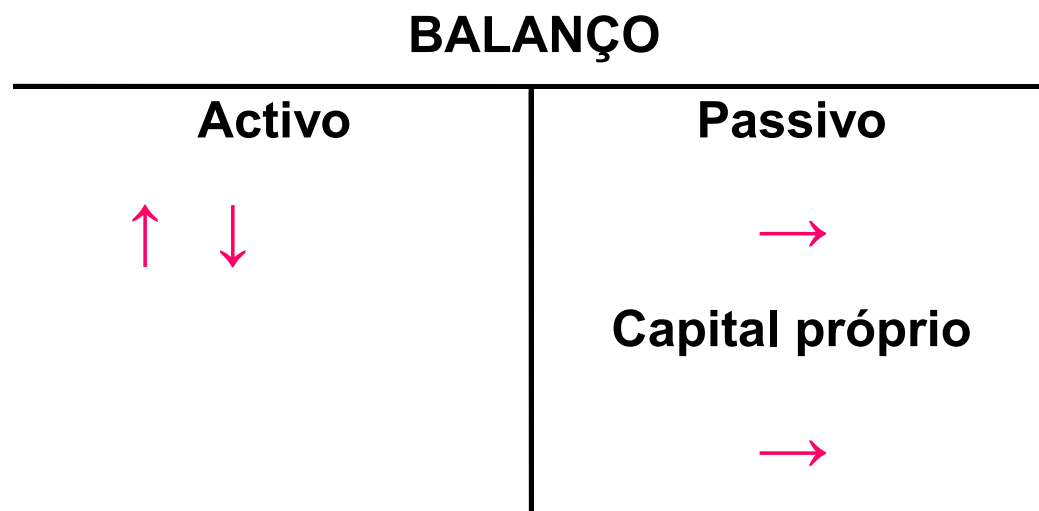 BALANÇO
Activo
Passivo
↑ ↓
→
Capital próprio
→